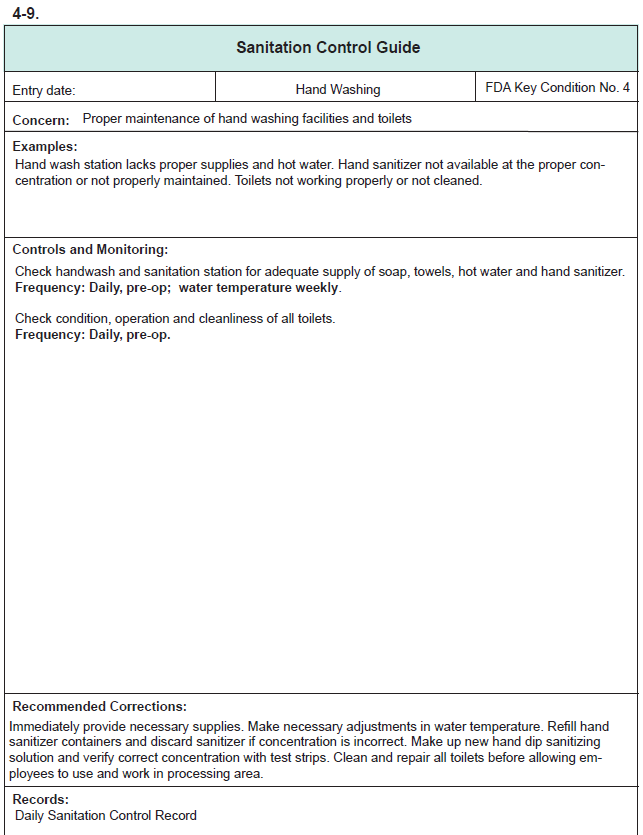 4-9.
Sanitation Control Guide
Entry date:
Hand Washing
FDA Key Condition No. 4
Concern: Proper maintenance of hand washing facilities and toilets
Examples:
Hand wash station lacks proper supplies and hot water. Hand sanitizer not available at the proper con-
centration or not properly maintained. Toilets not working properly or not cleaned.
Controls and Monitoring:
Check handwash and sanitation station for adequate supply of soap, towels, hot water and hand sanitizer.
Frequency: Daily, pre-op; water temperature weekly.
Check condition, operation and cleanliness of all toilets.
Frequency: Daily, pre-op.
Recommended Corrections:
Immediately provide necessary supplies. Make necessary adjustments in water temperature. Refill hand
sanitizer containers and discard sanitizer if concentration is incorrect. Make up new hand dip sanitizing
solution and verify correct concentration with test strips. Clean and repair all toilets before allowing em-
ployees to use and work in processing area.
Records:
Daily Sanitation Control Record